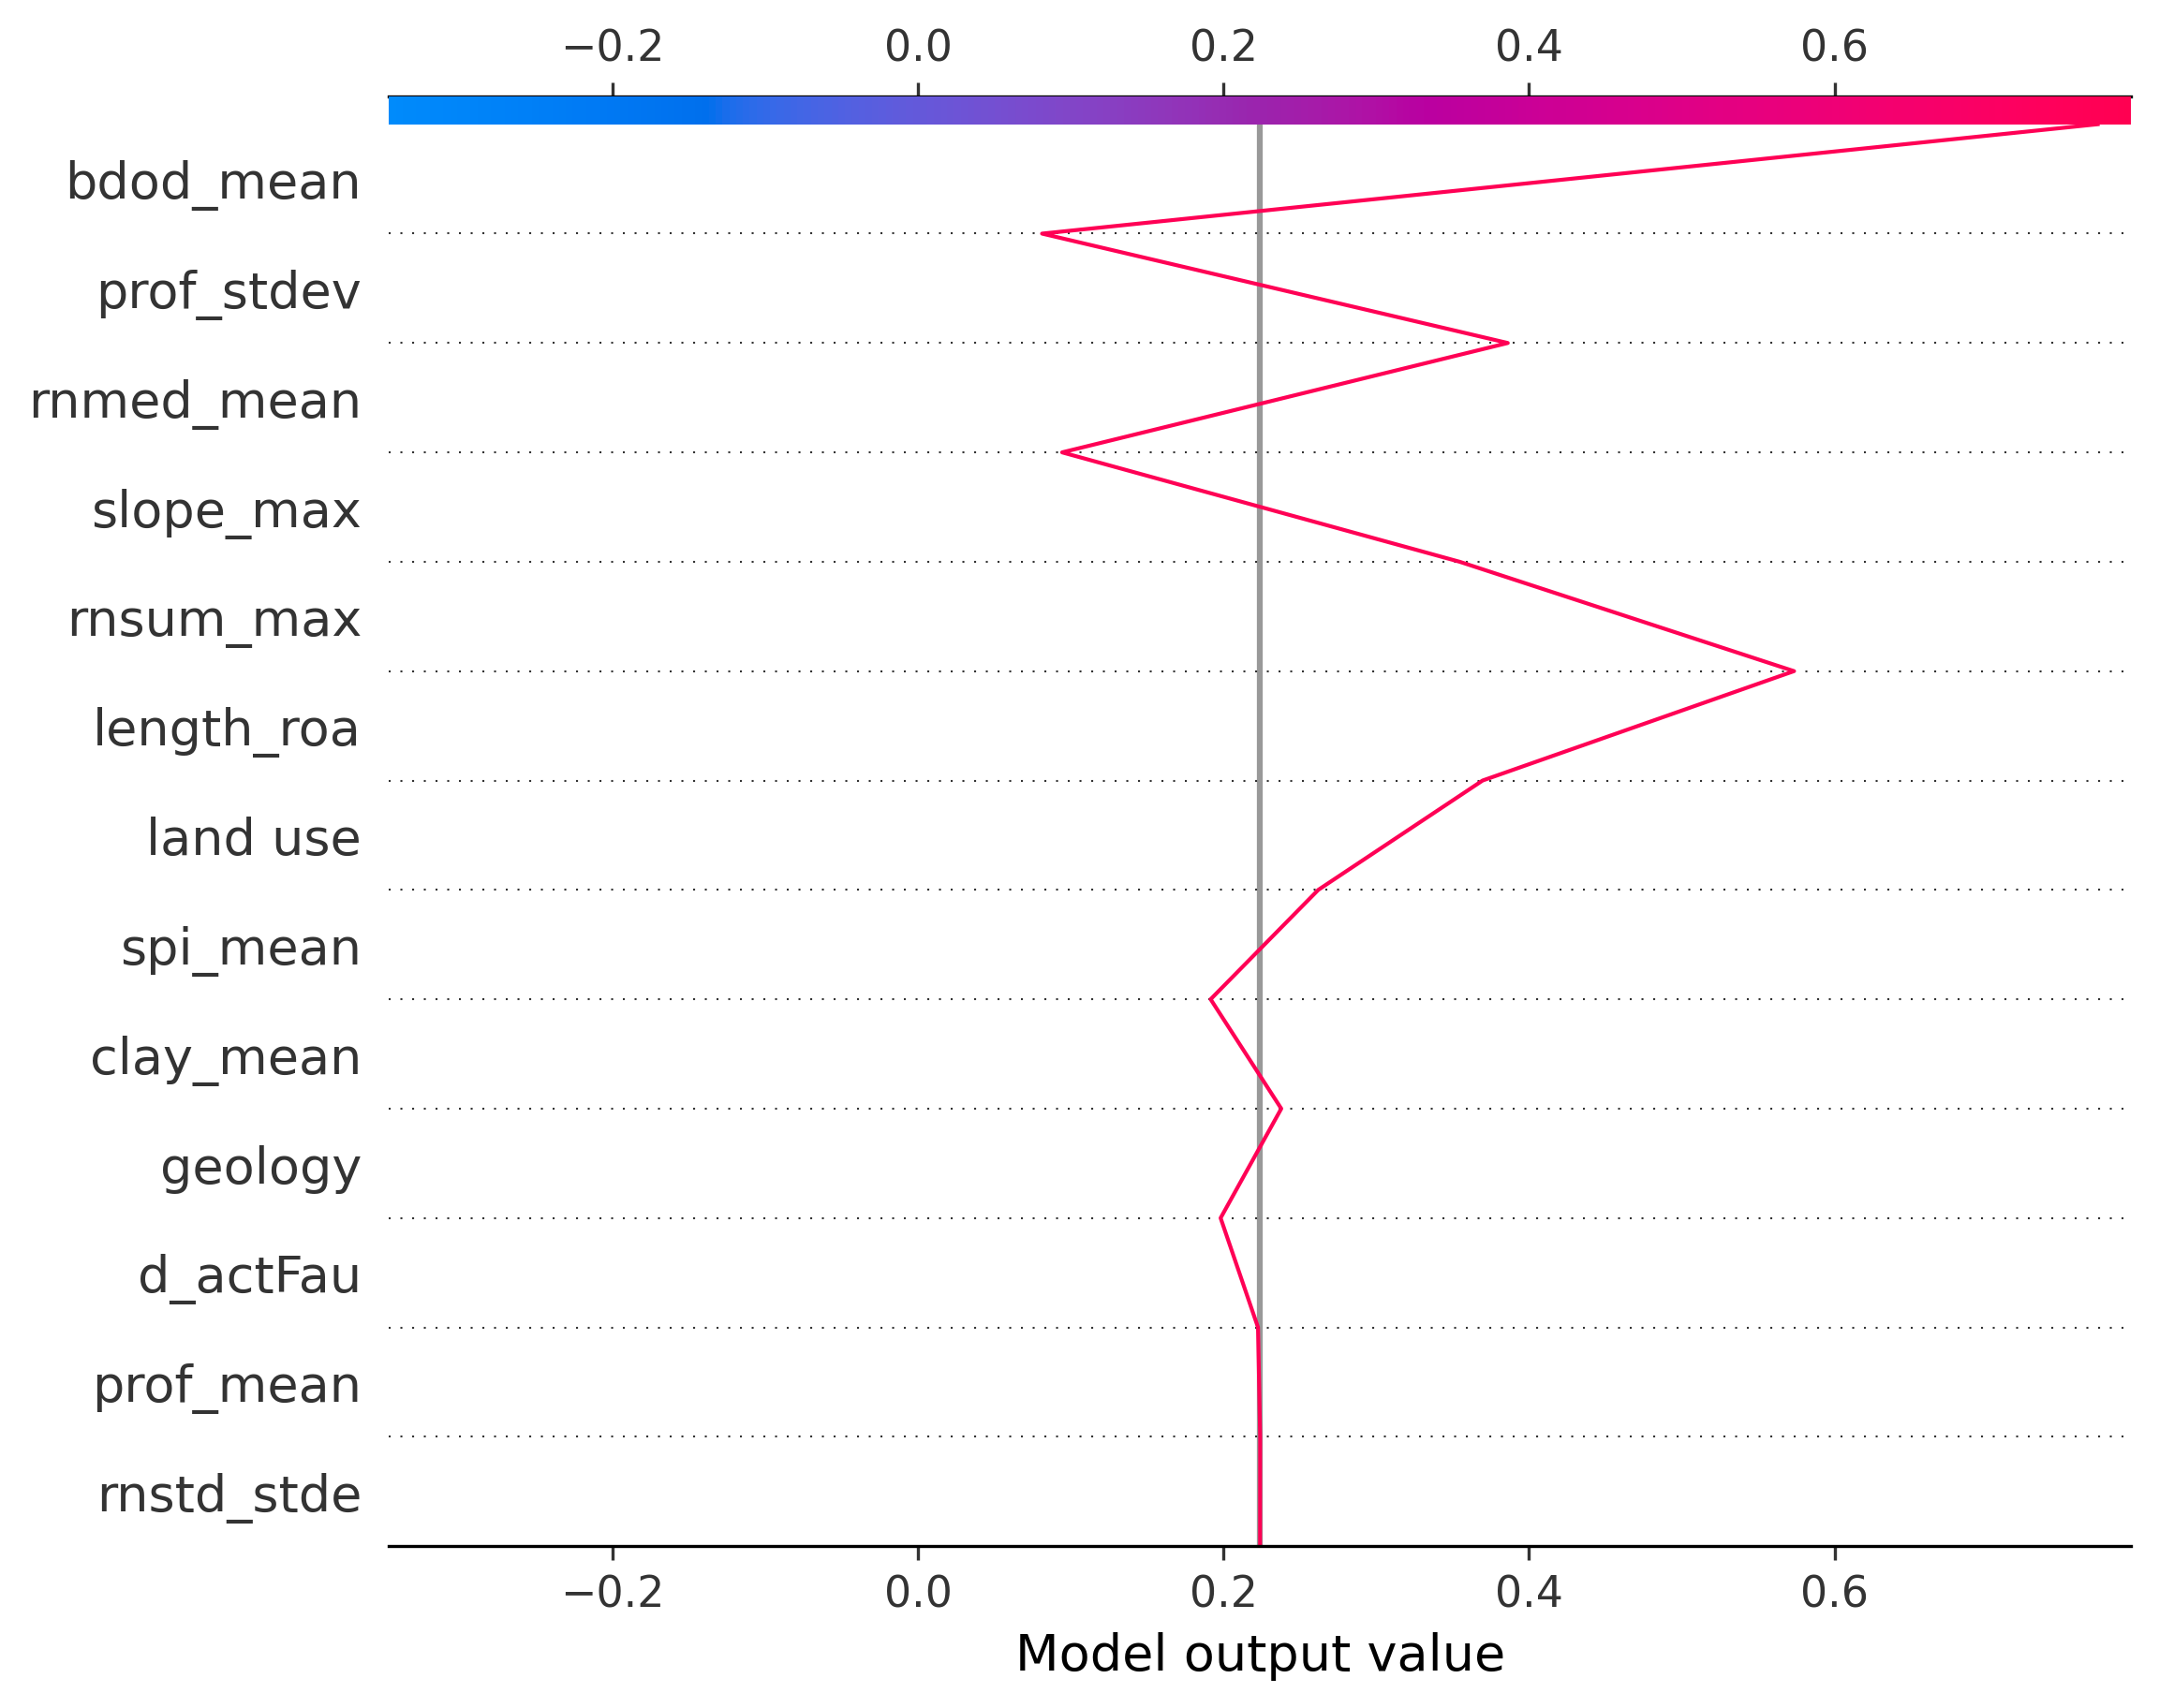 −0.2 0.0 0.2 0.4 0.6
bdod_mean
prof_stdev
rnmed_mean
slope_max
rnsum_max
length_roa
land use
spi_mean
clay_mean
geology
d_actFau
prof_mean
rnstd_stde
−0.2 0.0 0.2 0.4 0.6
Model output value